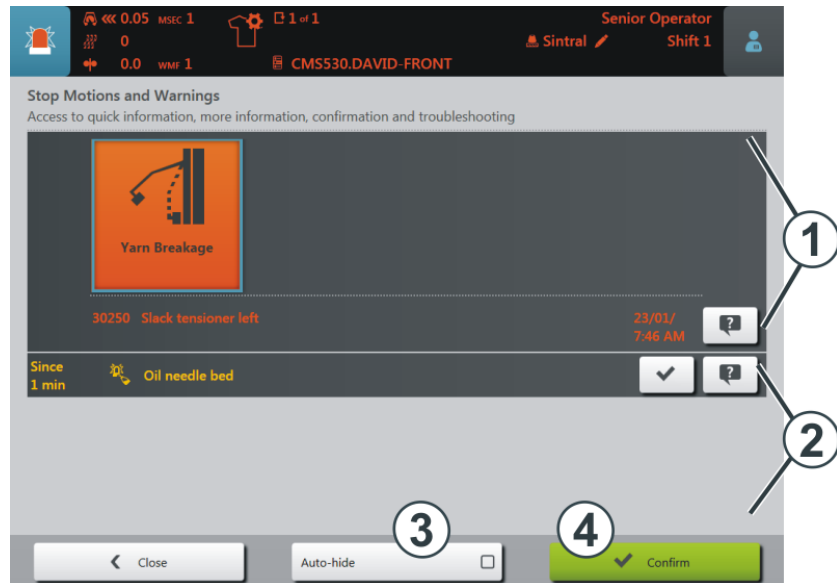 0.05 MSEC 1
1 of 1
Senior Operator
0
Sintral
Shift 1
0.0 WMF 1
CMS530.DAVID-FRONT
Stop Motions and Warnings
Access to quick information, more information, confirmation and troubleshooting
Yarn Breakage
1
30250 Slack tensioner left
23/01/
7:46 AM
?
Since
1 min
Oil needle bed
?
2
3
4
Close
Auto-hide
Confirm